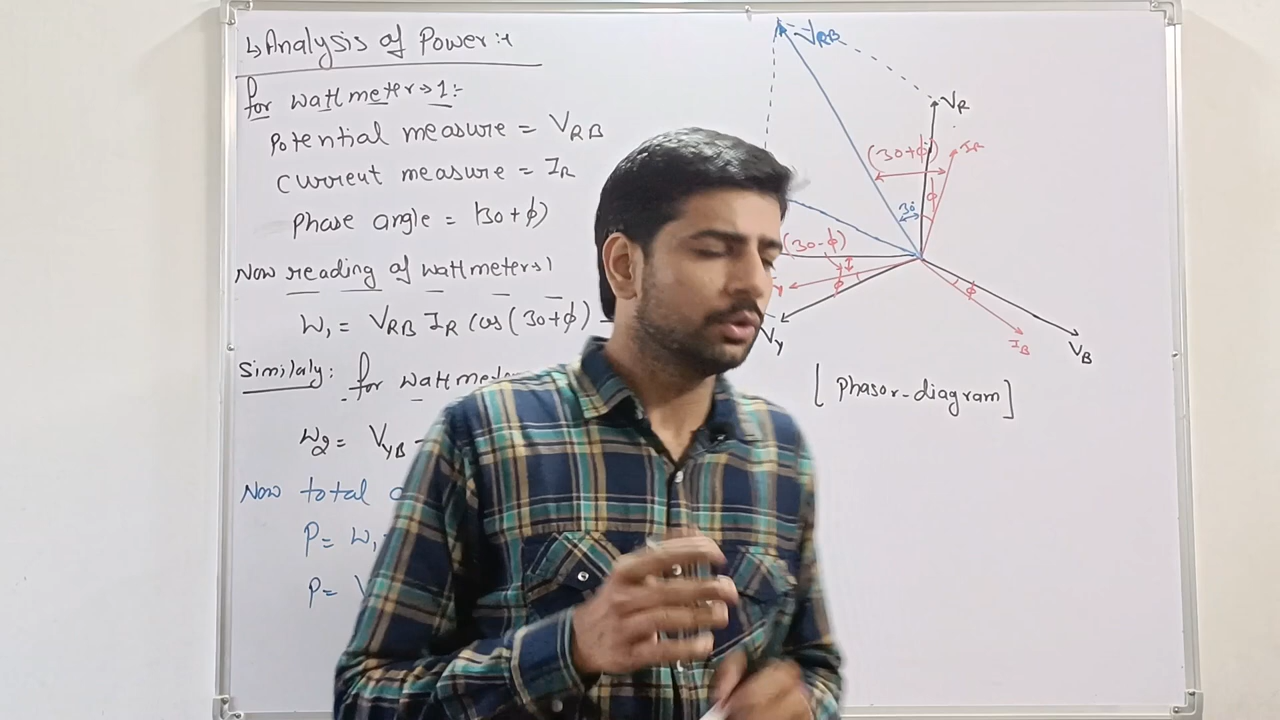 ↳ Analysis of Power :-
for wattmeter → 1 :-
Potential measure = VRB
Current measure = IR
Phase angle = (30+ϕ)
Now reading of wattmeter → 1
W₁ = VRB IR Cos (30+ϕ) -
Similaly: for wattmete
W₂ = VYB
Now total
P = W₁
P = V
VRB
VR
(30+ϕ)
IR
ϕ
30°
(30-ϕ)
ϕ
y
VY
ϕ
IB
VB
[ Phasor-diagram ]